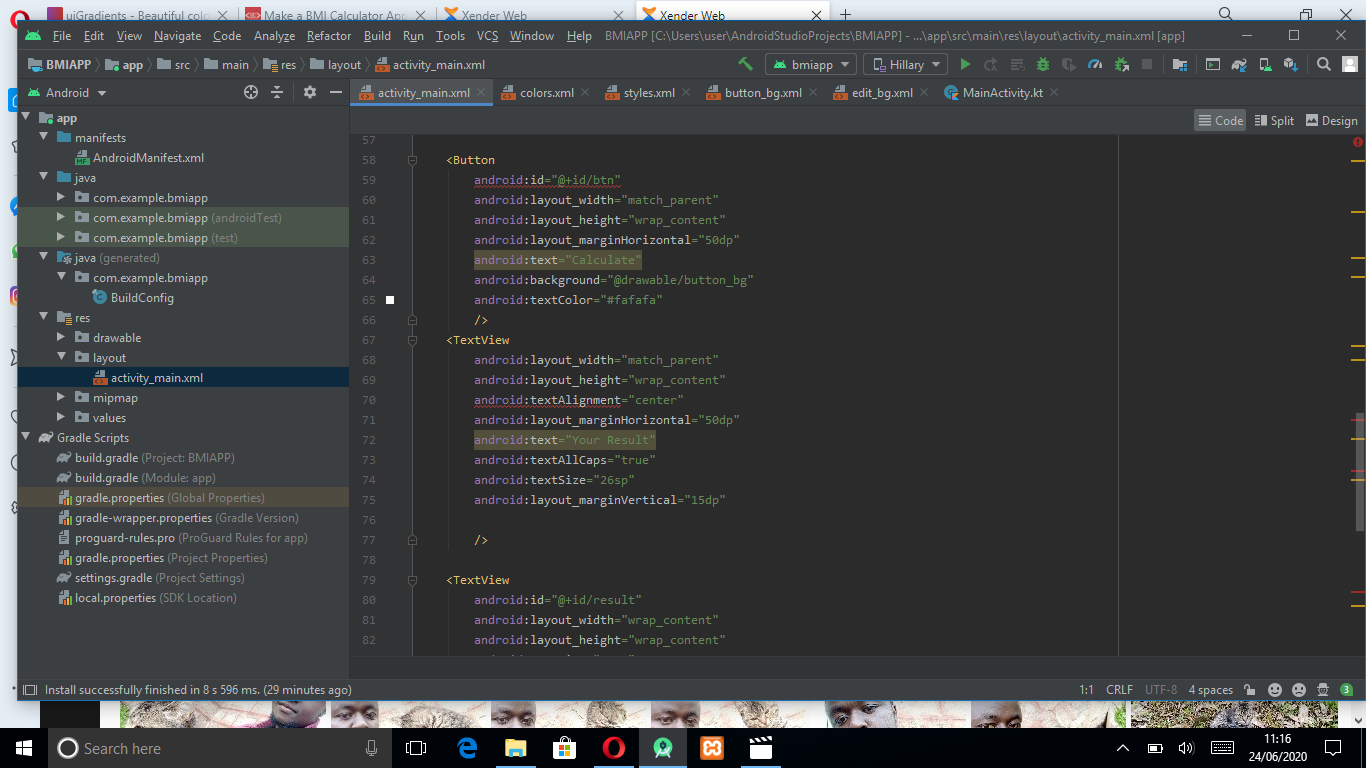 uiGradients - Beautiful colo
Make a BMI Calculator App
Xender Web
Xender Web
File Edit View Navigate Code Analyze Refactor Build Run Tools VCS Window Help BMIAPP [C:\Users\user\AndroidStudioProjects\BMIAPP] - ...\app\src\main\res\layout\activity_main.xml [app]
BMIAPP app src main res layout activity_main.xml bmiapp Hillary
Android activity_main.xml colors.xml styles.xml button_bg.xml edit_bg.xml MainActivity.kt
Code Split Design
app
manifests
AndroidManifest.xml
java
com.example.bmiapp
com.example.bmiapp (androidTest)
com.example.bmiapp (test)
java (generated)
com.example.bmiapp
BuildConfig
res
drawable
layout
activity_main.xml
mipmap
values
Gradle Scripts
build.gradle (Project: BMIAPP)
build.gradle (Module: app)
gradle.properties (Global Properties)
gradle-wrapper.properties (Gradle Version)
proguard-rules.pro (ProGuard Rules for app)
gradle.properties (Project Properties)
settings.gradle (Project Settings)
local.properties (SDK Location)
57
58 <Button
59 android:id="@+id/btn"
60 android:layout_width="match_parent"
61 android:layout_height="wrap_content"
62 android:layout_marginHorizontal="50dp"
63 android:text="Calculate"
64 android:background="@drawable/button_bg"
65 android:textColor="#fafafa"
66 />
67 <TextView
68 android:layout_width="match_parent"
69 android:layout_height="wrap_content"
70 android:textAlignment="center"
71 android:layout_marginHorizontal="50dp"
72 android:text="Your Result"
73 android:textAllCaps="true"
74 android:textSize="26sp"
75 android:layout_marginVertical="15dp"
76
77 />
78
79 <TextView
80 android:id="@+id/result"
81 android:layout_width="wrap_content"
82 android:layout_height="wrap_content"
Install successfully finished in 8 s 596 ms. (29 minutes ago) 1:1 CRLF UTF-8 4 spaces 3
Search here
11:16
24/06/2020